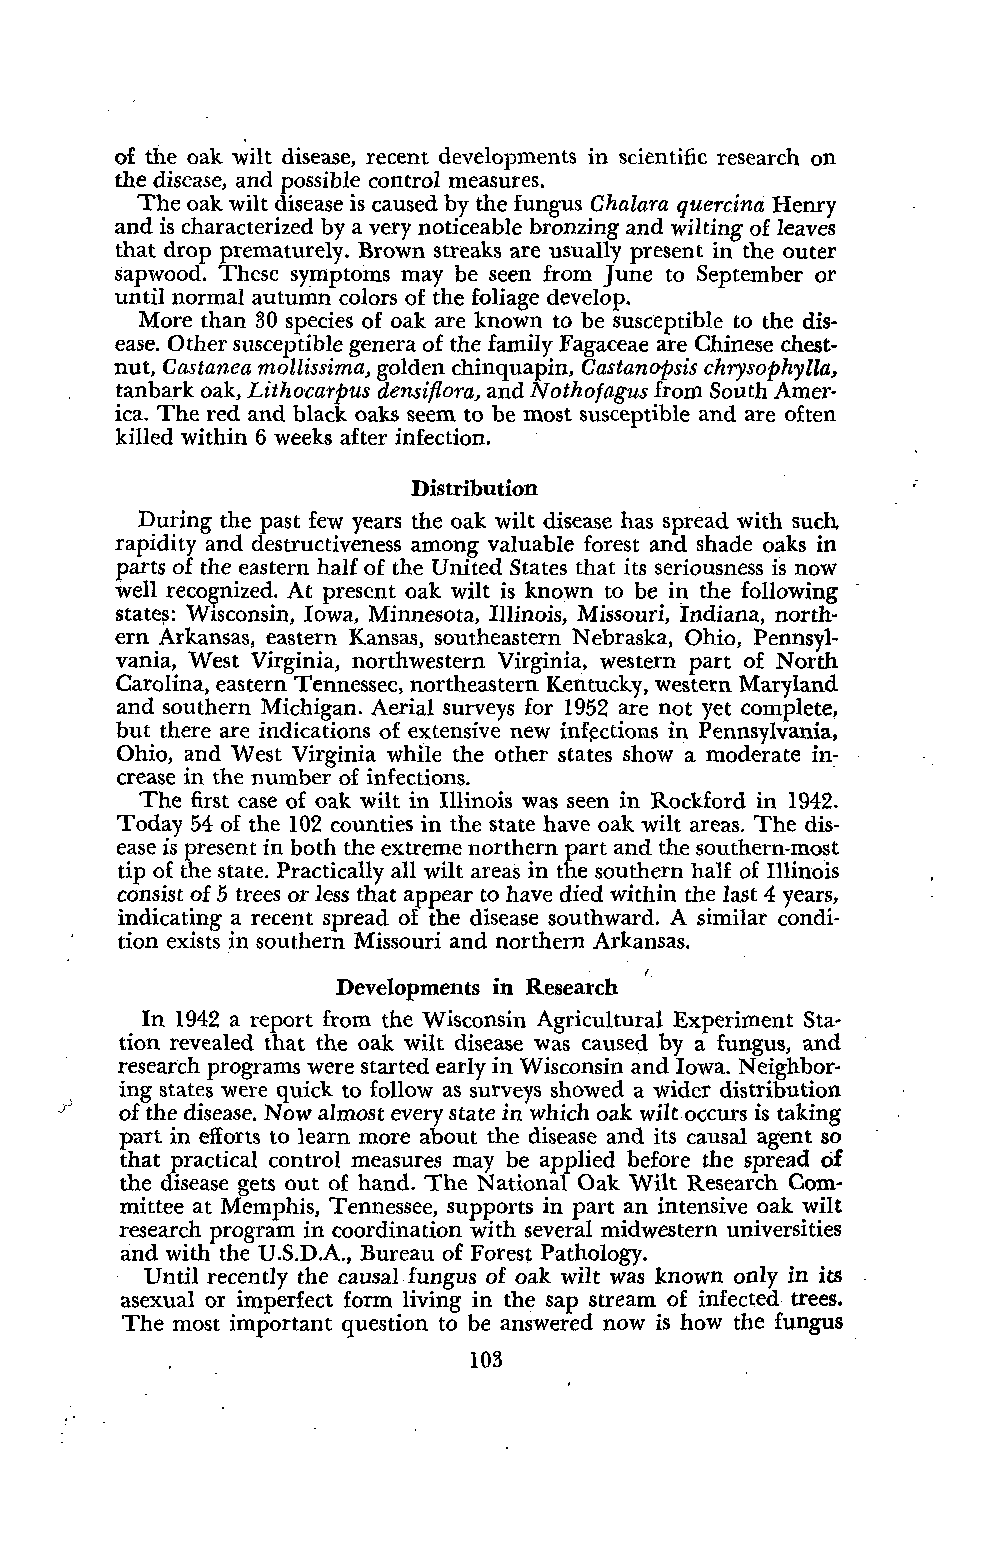 of the oak wilt disease, recent developments in scientific research on
the disease, and possible control measures.
The oak wilt disease is caused by the fungus Chalara quercina Henry
and is characterized by a very noticeable bronzing and wilting of leaves
that drop prematurely. Brown streaks are usually present in the outer
sapwood. These symptoms may be seen from June to September or
until normal autumn colors of the foliage develop.
More than 30 species of oak are known to be susceptible to the dis-
ease. Other susceptible genera of the family Fagaceae are Chinese chest-
nut, Castanea mollissima, golden chinquapin, Castanopsis chrysophylla,
tanbark oak, Lithocarpus densiflora, and Nothofagus from South Amer-
ica. The red and black oaks seem to be most susceptible and are often
killed within 6 weeks after infection.
Distribution
During the past few years the oak wilt disease has spread with such
rapidity and destructiveness among valuable forest and shade oaks in
parts of the eastern half of the United States that its seriousness is now
well recognized. At present oak wilt is known to be in the following
states: Wisconsin, Iowa, Minnesota, Illinois, Missouri, Indiana, north-
ern Arkansas, eastern Kansas, southeastern Nebraska, Ohio, Pennsyl-
vania, West Virginia, northwestern Virginia, western part of North
Carolina, eastern Tennessee, northeastern Kentucky, western Maryland
and southern Michigan. Aerial surveys for 1952 are not yet complete,
but there are indications of extensive new infections in Pennsylvania,
Ohio, and West Virginia while the other states show a moderate in-
crease in the number of infections.
The first case of oak wilt in Illinois was seen in Rockford in 1942.
Today 54 of the 102 counties in the state have oak wilt areas. The dis-
ease is present in both the extreme northern part and the southern-most
tip of the state. Practically all wilt areas in the southern half of Illinois
consist of 5 trees or less that appear to have died within the last 4 years,
indicating a recent spread of the disease southward. A similar condi-
tion exists in southern Missouri and northern Arkansas.
Developments in Research
In 1942 a report from the Wisconsin Agricultural Experiment Sta-
tion revealed that the oak wilt disease was caused by a fungus, and
research programs were started early in Wisconsin and Iowa. Neighbor-
ing states were quick to follow as surveys showed a wider distribution
of the disease. Now almost every state in which oak wilt occurs is taking
part in efforts to learn more about the disease and its causal agent so
that practical control measures may be applied before the spread of
the disease gets out of hand. The National Oak Wilt Research Com-
mittee at Memphis, Tennessee, supports in part an intensive oak wilt
research program in coordination with several midwestern universities
and with the U.S.D.A., Bureau of Forest Pathology.
Until recently the causal fungus of oak wilt was known only in its
asexual or imperfect form living in the sap stream of infected trees.
The most important question to be answered now is how the fungus
103